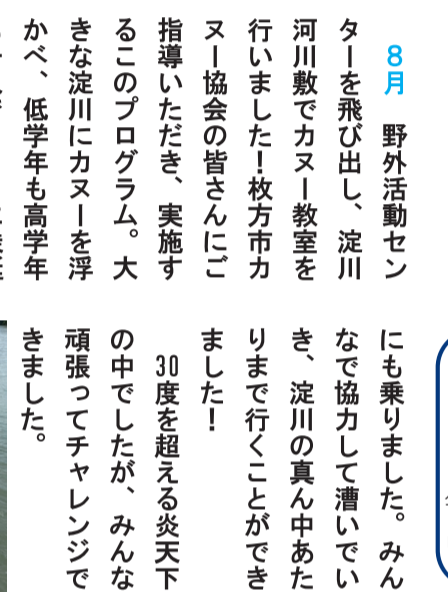 8月　野外活動セン
ターを飛び出し、淀川
河川敷でカヌー教室を
行いました！枚方市カ
ヌー協会の皆さんにご
指導いただき、実施す
るこのプログラム。大
きな淀川にカヌーを浮
かべ、低学年も高学年
にも乗りました。みん
なで協力して漕いでい
き、淀川の真ん中あた
りまで行くことができ
ました！
30度を超える炎天下
の中でしたが、みんな
頑張ってチャレンジで
きました。